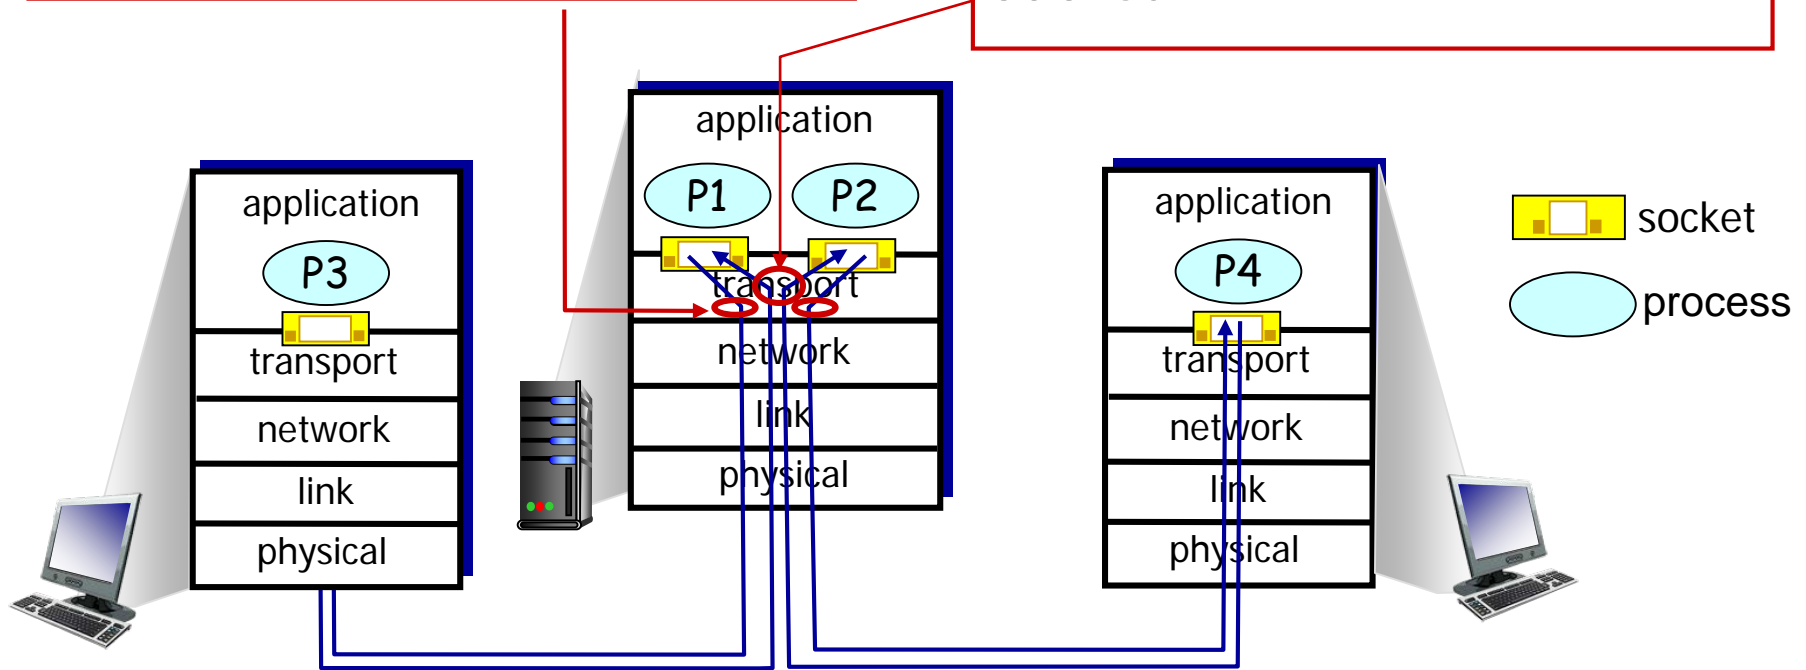 application
P1
P2
transport
network
link
physical
application
P3
transport
network
link
physical
application
P4
transport
network
link
physical
socket
process